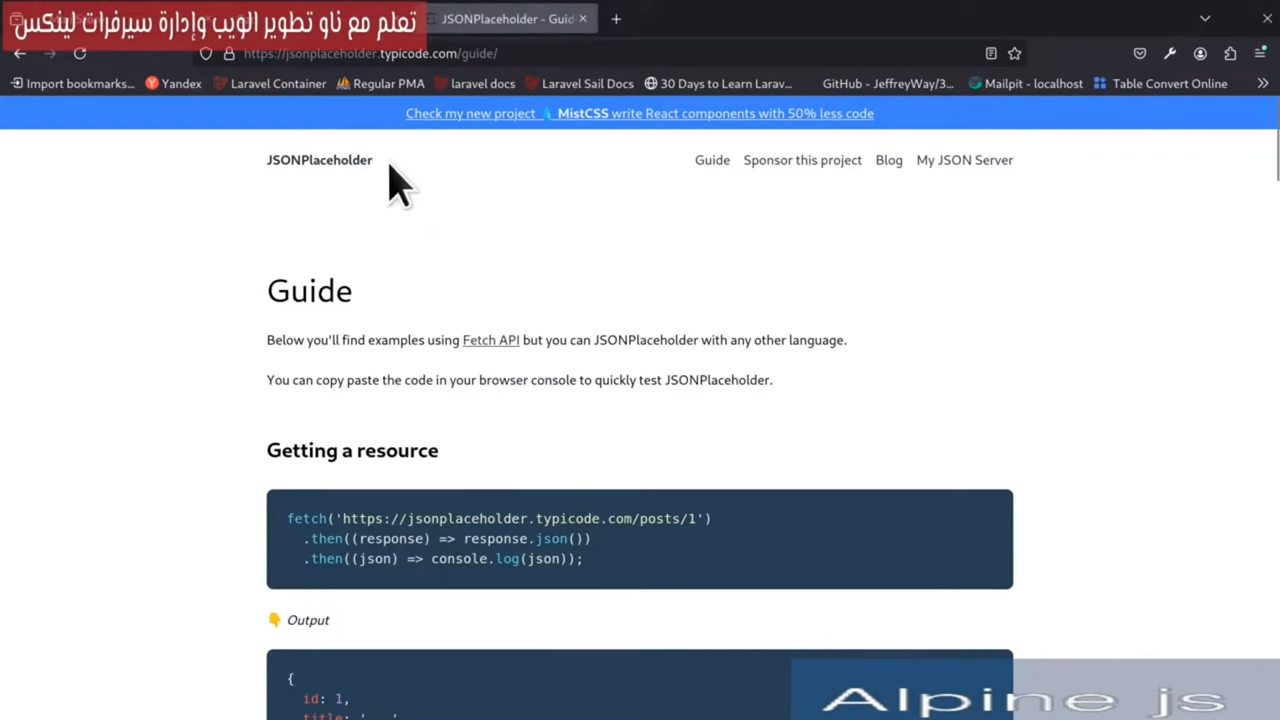 تعلم مع ناو تطوير الويب وإدارة سيرفرات لينكس
JSONPlaceholder - Guid
https://jsonplaceholder.typicode.com/guide/
Import bookmarks... Yandex Laravel Container Regular PMA laravel docs Laravel Sail Docs 30 Days to Learn Larav... GitHub - JeffreyWay/3... Mailpit - localhost Table Convert Online
Check my new project 💧 MistCSS write React components with 50% less code
JSONPlaceholder Guide Sponsor this project Blog My JSON Server
Guide
Below you'll find examples using Fetch API but you can JSONPlaceholder with any other language.
You can copy paste the code in your browser console to quickly test JSONPlaceholder.
Getting a resource
fetch('https://jsonplaceholder.typicode.com/posts/1')
.then((response) => response.json())
.then((json) => console.log(json));
👇 Output
{
id: 1,
title: '...'
Alpine js